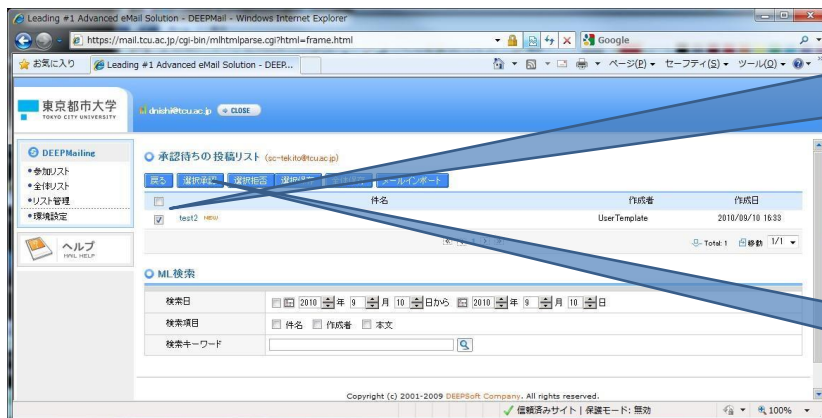 Leading #1 Advanced eMail Solution - DEEPMail - Windows Internet Explorer
https://mail.tcu.ac.jp/cgi-bin/mlhtmlparse.cgi?html=frame.html
Google
お気に入り
Leading #1 Advanced eMail Solution - DEEP...
ページ(P)
セーフティ(S)
ツール(O)
東京都市大学
TOKYO CITY UNIVERSITY
dnishi@tcu.ac.jp
CLOSE
DEEPMailing
•参加リスト
•全体リスト
•リスト管理
•環境設定
ヘルプ
MAIL HELP
承認待ちの投稿リスト (sc-tek.ito@tcu.ac.jp)
戻る 選択承認 選択拒否 メールインポート
件名 作成者 作成日
test2 NEW UserTemplate 2010/09/10 16:33
Total: 1 移動 1/1
ML検索
検索日 2010 年 9 月 10 日から 2010 年 9 月 10 日
検索項目 件名 作成者 本文
検索キーワード
Copyright (c) 2001-2009 DEEPSoft Company. All rights reserved.
信頼済みサイト | 保護モード: 無効
100%